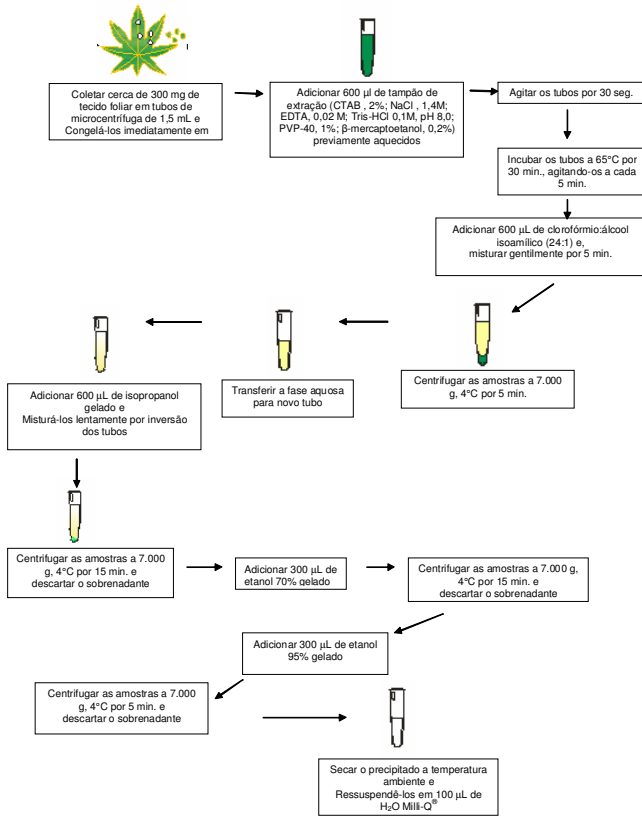 Coletar cerca de 300 mg de
tecido foliar em tubos de
microcentrífuga de 1,5 mL e
Congelá-los imediatamente em
Adicionar 600 µl de tampão de
extração (CTAB , 2%; NaCl , 1,4M;
EDTA, 0,02 M; Tris-HCl 0,1M, pH 8,0;
PVP-40, 1%; β-mercaptoetanol, 0,2%)
previamente aquecidos
Agitar os tubos por 30 seg.
Incubar os tubos a 65°C por
30 min., agitando-os a cada
5 min.
Adicionar 600 µL de clorofórmio:álcool
isoamílico (24:1) e,
misturar gentilmente por 5 min.
Centrifugar as amostras a 7.000
g, 4°C por 5 min.
Transferir a fase aquosa
para novo tubo
Adicionar 600 µL de isopropanol
gelado e
Misturá-los lentamente por inversão
dos tubos
Centrifugar as amostras a 7.000
g, 4°C por 15 min. e
descartar o sobrenadante
Adicionar 300 µL de
etanol 70% gelado
Centrifugar as amostras a 7.000 g,
4°C por 15 min. e
descartar o sobrenadante
Adicionar 300 µL de etanol
95% gelado
Centrifugar as amostras a 7.000
g, 4°C por 5 min. e
descartar o sobrenadante
Secar o precipitado a temperatura
ambiente e
Ressuspendê-los em 100 µL de
H₂O Milli-Q®